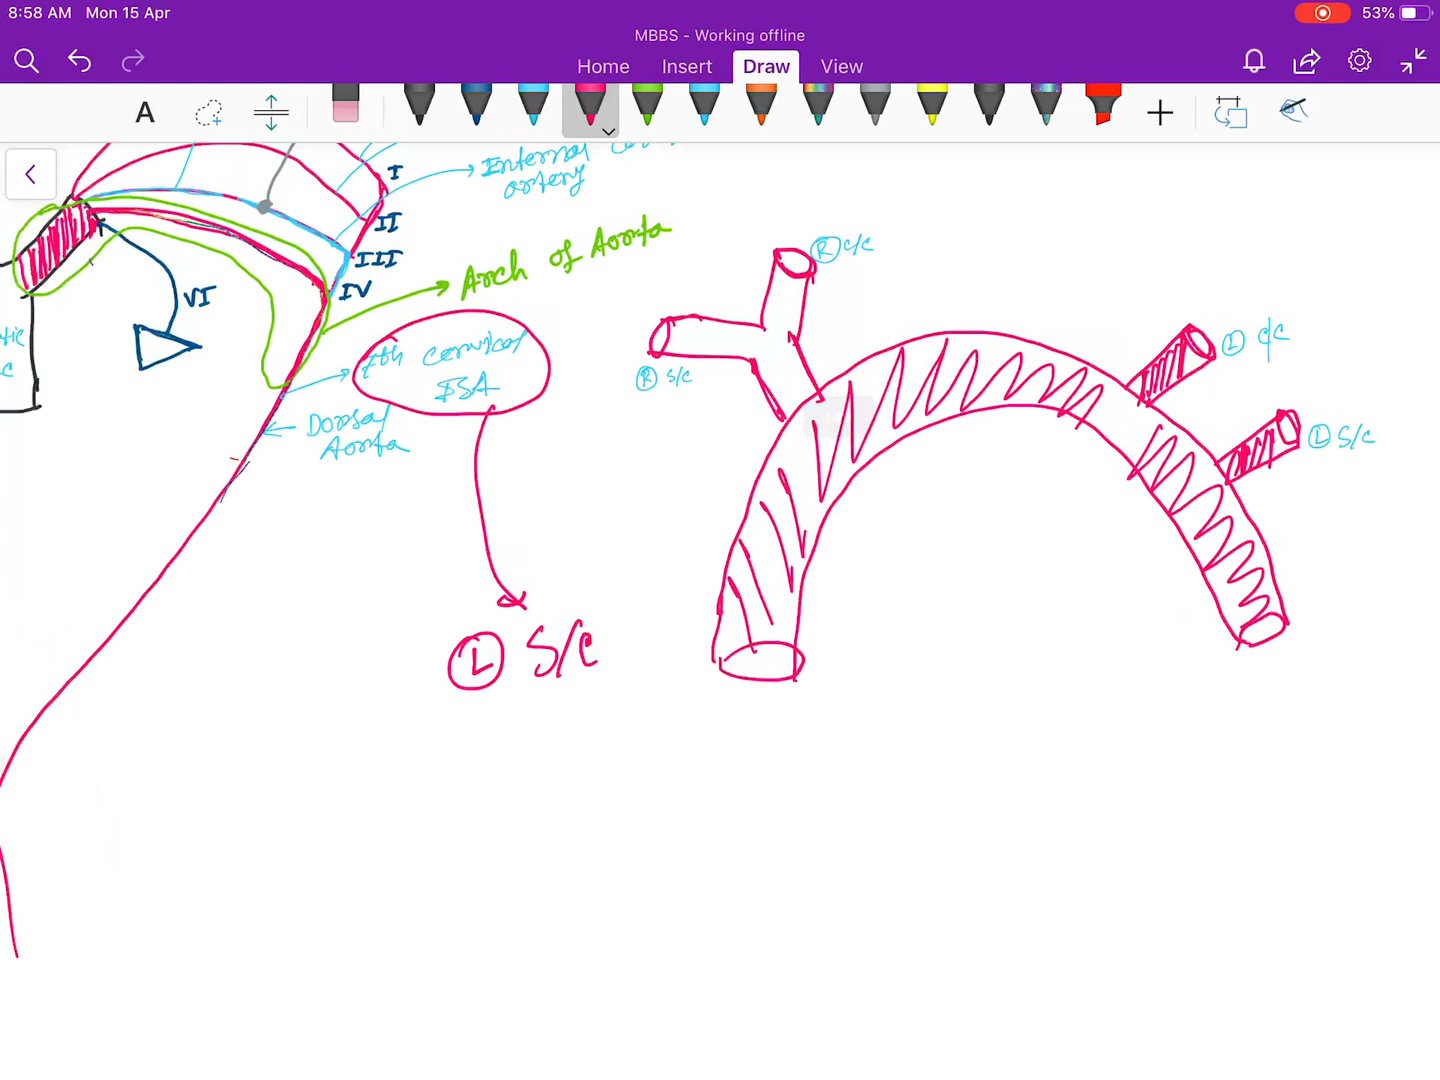 8:58 AM Mon 15 Apr
53%
MBBS - Working offline
Home Insert Draw View
A
Internal
artery
I
II
III
IV
VI
Arch of Aorta
7th cervical
ISA
Dorsal
Aorta
tic
c
L S/C
R C/C
R S/C
L C/C
L S/C